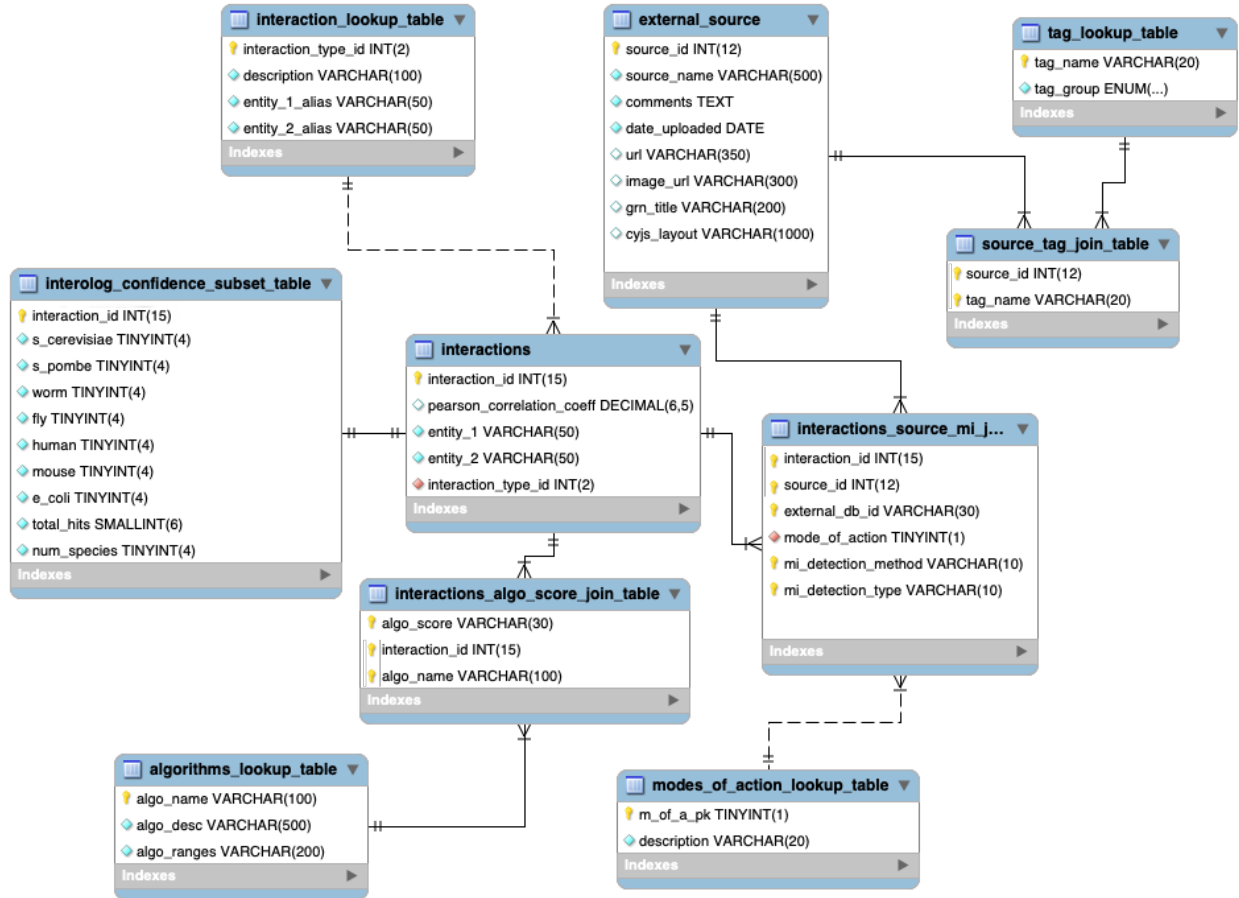 interaction_lookup_table
interaction_type_id INT(2)
description VARCHAR(100)
entity_1_alias VARCHAR(50)
entity_2_alias VARCHAR(50)
Indexes
external_source
source_id INT(12)
source_name VARCHAR(500)
comments TEXT
date_uploaded DATE
url VARCHAR(350)
image_url VARCHAR(300)
grn_title VARCHAR(200)
cyjs_layout VARCHAR(1000)
Indexes
tag_lookup_table
tag_name VARCHAR(20)
tag_group ENUM(...)
Indexes
source_tag_join_table
source_id INT(12)
tag_name VARCHAR(20)
Indexes
interolog_confidence_subset_table
interaction_id INT(15)
s_cerevisiae TINYINT(4)
s_pombe TINYINT(4)
worm TINYINT(4)
fly TINYINT(4)
human TINYINT(4)
mouse TINYINT(4)
e_coli TINYINT(4)
total_hits SMALLINT(6)
num_species TINYINT(4)
Indexes
interactions
interaction_id INT(15)
pearson_correlation_coeff DECIMAL(6,5)
entity_1 VARCHAR(50)
entity_2 VARCHAR(50)
interaction_type_id INT(2)
Indexes
interactions_source_mi_j...
interaction_id INT(15)
source_id INT(12)
external_db_id VARCHAR(30)
mode_of_action TINYINT(1)
mi_detection_method VARCHAR(10)
mi_detection_type VARCHAR(10)
Indexes
interactions_algo_score_join_table
algo_score VARCHAR(30)
interaction_id INT(15)
algo_name VARCHAR(100)
Indexes
algorithms_lookup_table
algo_name VARCHAR(100)
algo_desc VARCHAR(500)
algo_ranges VARCHAR(200)
Indexes
modes_of_action_lookup_table
m_of_a_pk TINYINT(1)
description VARCHAR(20)
Indexes